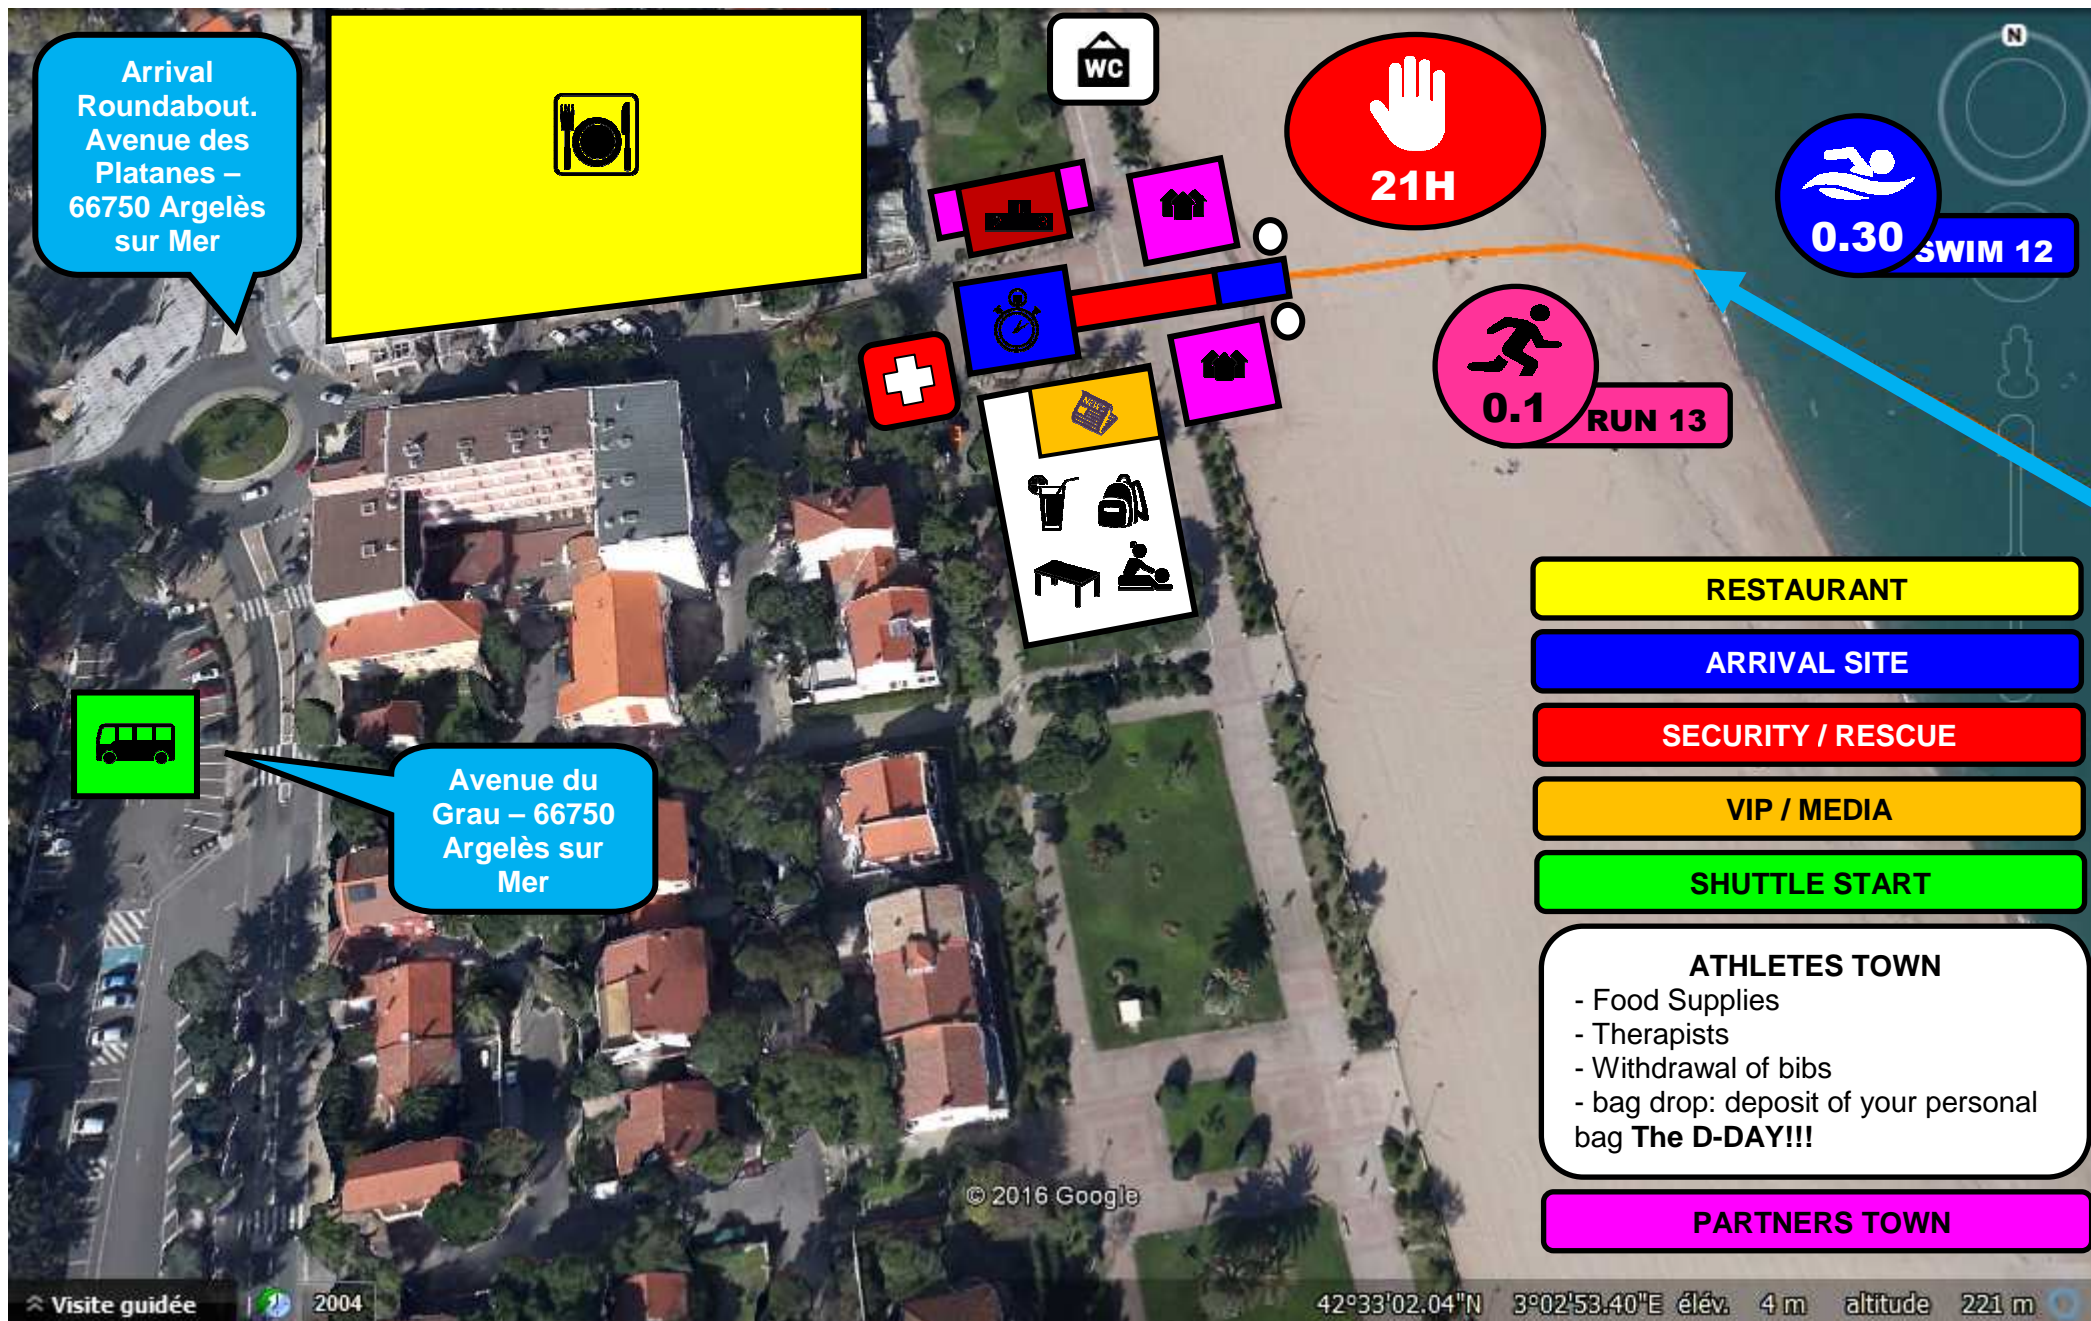 Arrival
Roundabout.
Avenue des
Platanes –
66750 Argelès
sur Mer
WC
21H
N
0.30
SWIM 12
0.1
RUN 13
NEWS
RESTAURANT
ARRIVAL SITE
SECURITY / RESCUE
VIP / MEDIA
SHUTTLE START
Avenue du
Grau – 66750
Argelès sur
Mer
ATHLETES TOWN
- Food Supplies
- Therapists
- Withdrawal of bibs
- bag drop: deposit of your personal
bag The D-DAY!!!
PARTNERS TOWN
© 2016 Google
Visite guidée
2004
42°33'02.04"N 3°02'53.40"E élév. 4 m altitude 221 m